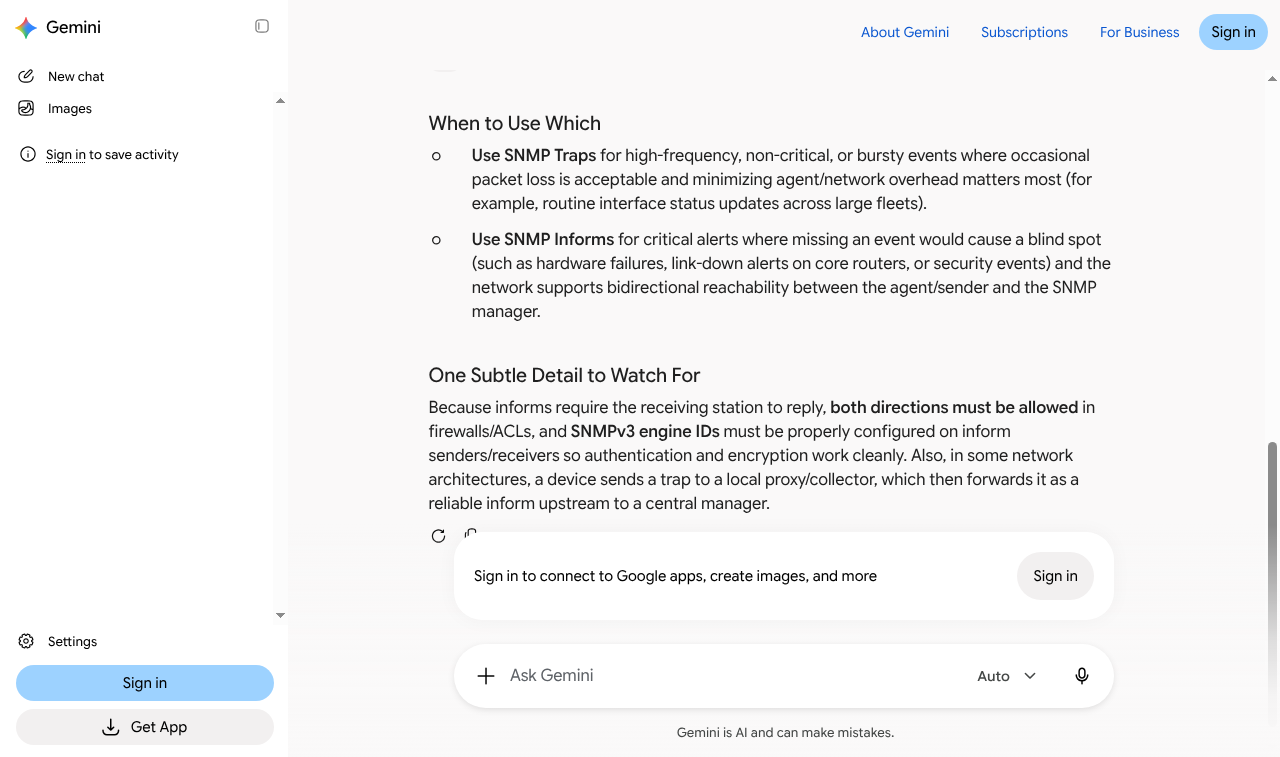 Gemini
New chat
Images
Sign in to save activity
Settings
Sign in
Get App
About Gemini
Subscriptions
For Business
Sign in
When to Use Which
Use SNMP Traps for high-frequency, non-critical, or bursty events where occasional
packet loss is acceptable and minimizing agent/network overhead matters most (for
example, routine interface status updates across large fleets).
Use SNMP Informs for critical alerts where missing an event would cause a blind spot
(such as hardware failures, link-down alerts on core routers, or security events) and the
network supports bidirectional reachability between the agent/sender and the SNMP
manager.
One Subtle Detail to Watch For
Because informs require the receiving station to reply, both directions must be allowed in
firewalls/ACLs, and SNMPv3 engine IDs must be properly configured on inform
senders/receivers so authentication and encryption work cleanly. Also, in some network
architectures, a device sends a trap to a local proxy/collector, which then forwards it as a
reliable inform upstream to a central manager.
Sign in to connect to Google apps, create images, and more
Sign in
Ask Gemini
Auto
Gemini is AI and can make mistakes.